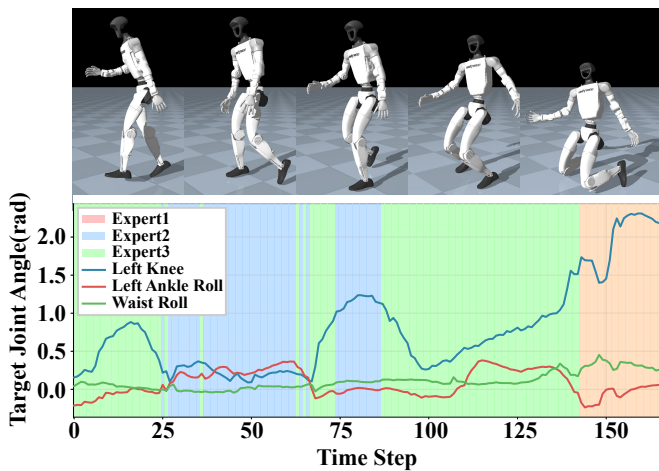 Target Joint Angle(rad)
2.0
1.5
1.0
0.5
0.0
Expert1
Expert2
Expert3
Left Knee
Left Ankle Roll
Waist Roll
0 25 50 75 100 125 150
Time Step